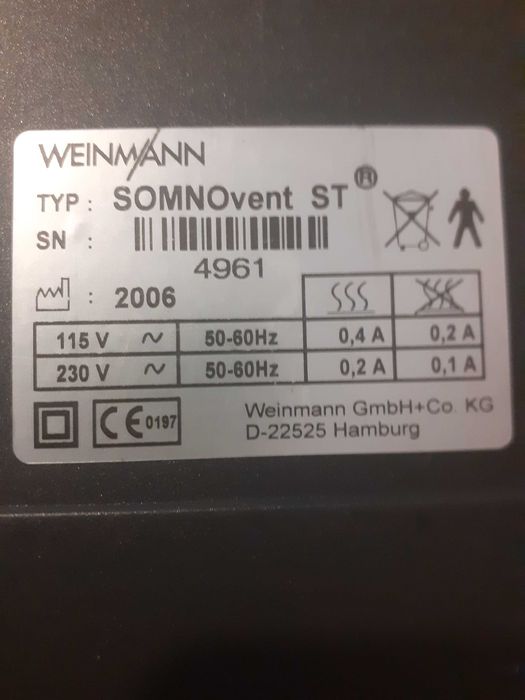 WEINMANN
TYP : SOMNOvent ST ®
SN :
4961
: 2006
115 V ~ 50-60Hz 0,4 A 0,2 A
230 V ~ 50-60Hz 0,2 A 0,1 A
CE 0197
Weinmann GmbH+Co. KG
D-22525 Hamburg